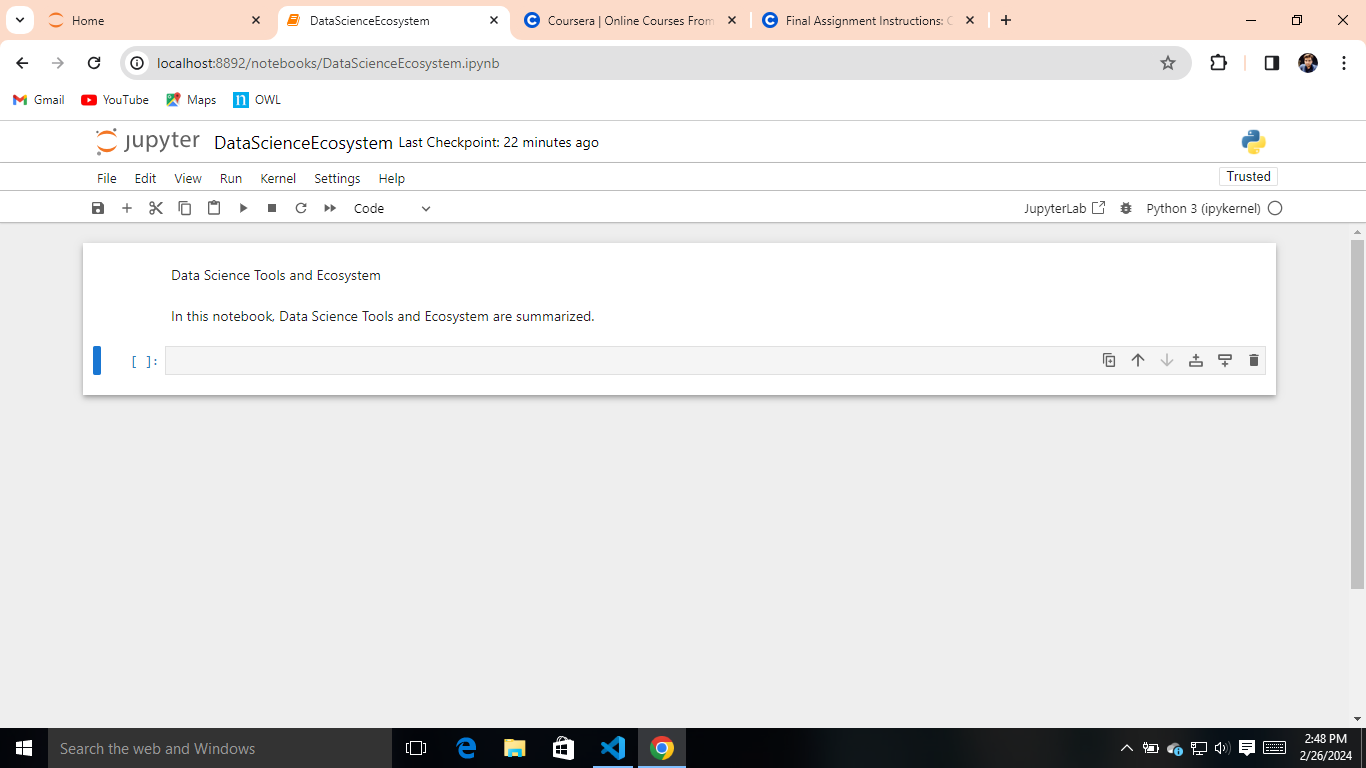 Home
DataScienceEcosystem
Coursera | Online Courses From
Final Assignment Instructions: C
localhost:8892/notebooks/DataScienceEcosystem.ipynb
Gmail
YouTube
Maps
OWL
jupyter
DataScienceEcosystem
Last Checkpoint: 22 minutes ago
File
Edit
View
Run
Kernel
Settings
Help
Trusted
Code
JupyterLab
Python 3 (ipykernel)
Data Science Tools and Ecosystem
In this notebook, Data Science Tools and Ecosystem are summarized.
[ ]:
Search the web and Windows
2:48 PM
2/26/2024